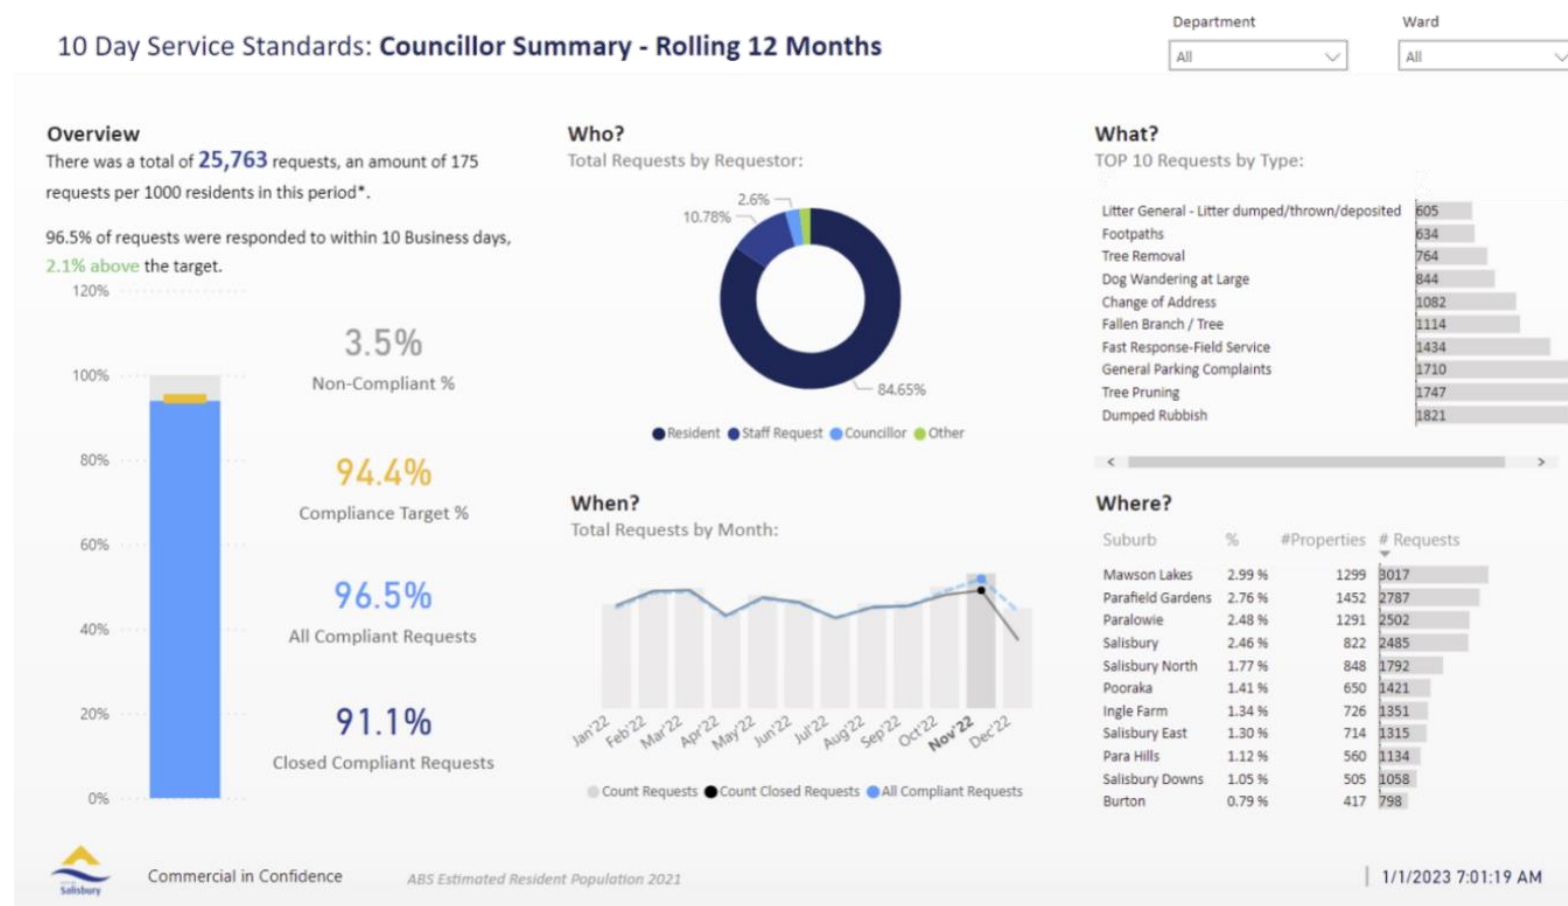 10 Day Service Standards: Councillor Summary - Rolling 12 Months
Department
All
Ward
All
Overview
There was a total of 25,763 requests, an amount of 175
requests per 1000 residents in this period*.
96.5% of requests were responded to within 10 Business days,
2.1% above the target.
120%
100%
80%
60%
40%
20%
0%
3.5%
Non-Compliant %
94.4%
Compliance Target %
96.5%
All Compliant Requests
91.1%
Closed Compliant Requests
Who?
Total Requests by Requestor:
2.6%
10.78%
84.65%
Resident Staff Request Councillor Other
When?
Total Requests by Month:
Jan'22 Feb'22 Mar'22 Apr'22 May'22 Jun'22 Jul'22 Aug'22 Sep'22 Oct'22 Nov'22 Dec'22
Count Requests Count Closed Requests All Compliant Requests
What?
TOP 10 Requests by Type:
Litter General - Litter dumped/thrown/deposited 605
Footpaths 634
Tree Removal 764
Dog Wandering at Large 844
Change of Address 1082
Fallen Branch / Tree 1114
Fast Response-Field Service 1434
General Parking Complaints 1710
Tree Pruning 1747
Dumped Rubbish 1821
Where?
Suburb % #Properties # Requests
Mawson Lakes 2.99 % 1299 3017
Parafield Gardens 2.76 % 1452 2787
Paralowie 2.48 % 1291 2502
Salisbury 2.46 % 822 2485
Salisbury North 1.77 % 848 1792
Pooraka 1.41 % 650 1421
Ingle Farm 1.34 % 726 1351
Salisbury East 1.30 % 714 1315
Para Hills 1.12 % 560 1134
Salisbury Downs 1.05 % 505 1058
Burton 0.79 % 417 798
Salisbury
Commercial in Confidence
ABS Estimated Resident Population 2021
1/1/2023 7:01:19 AM